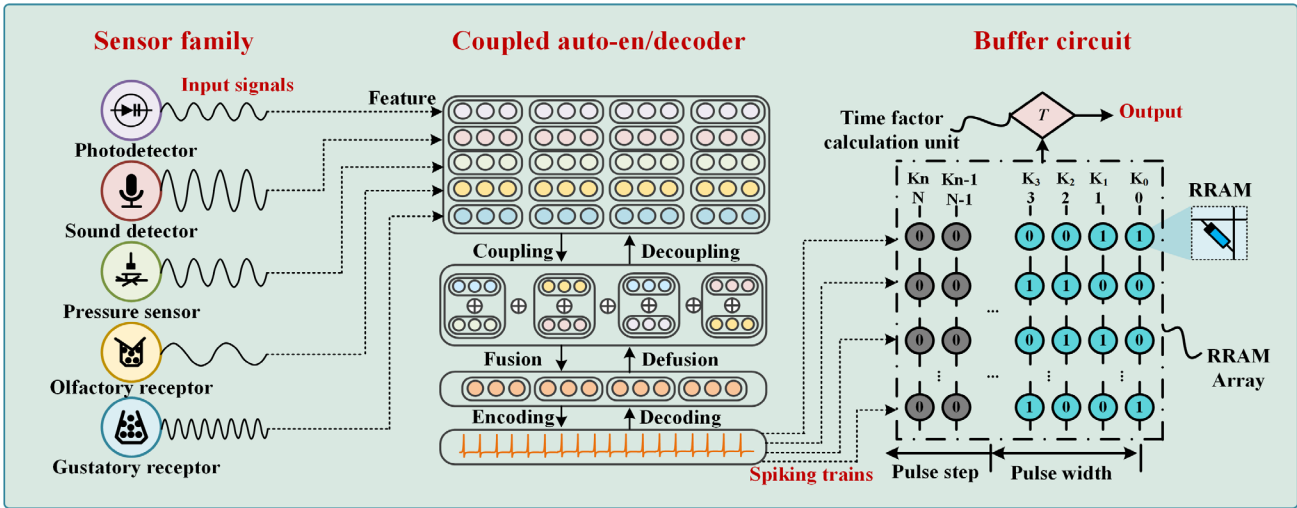 Sensor family
Coupled auto-en/decoder
Buffer circuit
Input signals
Photodetector
Sound detector
Pressure sensor
Olfactory receptor
Gustatory receptor
Feature
Coupling
Decoupling
Fusion
Defusion
Encoding
Decoding
Spiking trains
Time factor
calculation unit
T
Output
Kn Kn-1 K3 K2 K1 K0
N N-1 3 2 1 0
0 0 0 0 1 1
0 0 1 1 0 0
...
0 0 0 1 1 0
... 
0 0 1 0 0 1
RRAM
RRAM
Array
Pulse step
Pulse width